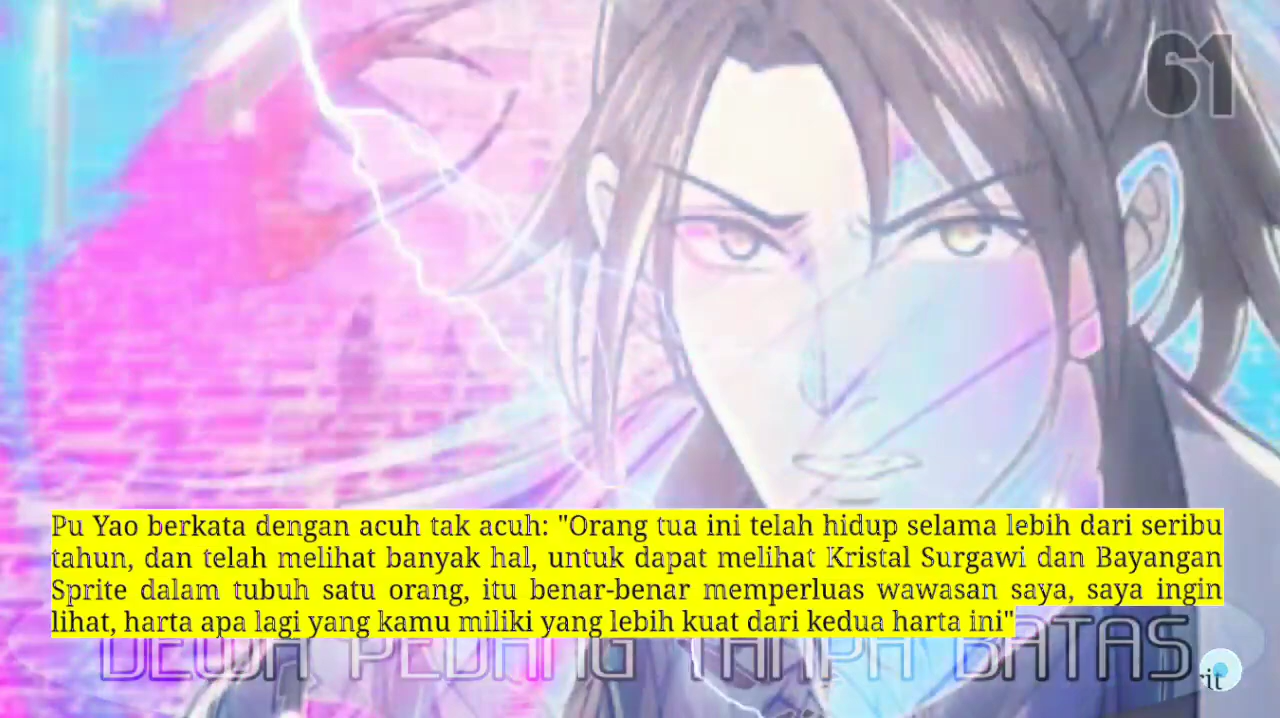 61
Pu Yao berkata dengan acuh tak acuh: "Orang tua ini telah hidup selama lebih dari seribu
tahun, dan telah melihat banyak hal, untuk dapat melihat Kristal Surgawi dan Bayangan
Sprite dalam tubuh satu orang, itu benar-benar memperluas wawasan saya, saya ingin
lihat, harta apa lagi yang kamu miliki yang lebih kuat dari kedua harta ini"
DEWA PEDANG TANPA BATAS